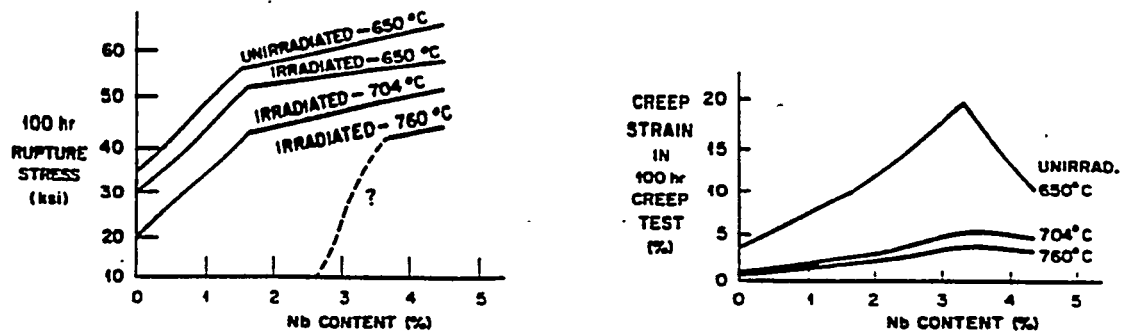 60
50
40
30
20
10
100 hr
RUPTURE
STRESS
(ksi)
UNIRRADIATED – 650 °C
IRRADIATED – 650 °C
IRRADIATED – 704 °C
IRRADIATED – 760 °C
?
0 1 2 3 4 5
Nb CONTENT (%)
CREEP
STRAIN
IN
100 hr
CREEP
TEST
(%)
20
15
10
5
0
UNIRRAD.
650°C
704°C
760°C
0 1 2 3 4 5
Nb CONTENT (%)